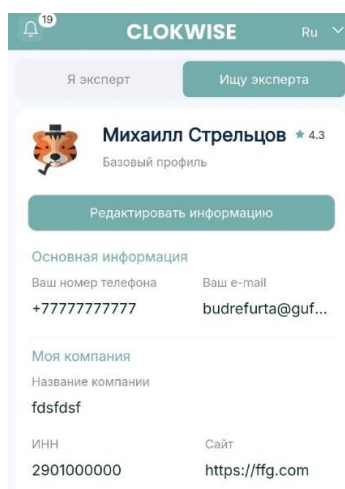 19
CLOKWISE
Ru
Я эксперт
Ищу эксперта
Михаилл Стрельцов ★ 4.3
Базовый профиль
Редактировать информацию
Основная информация
Ваш номер телефона
Ваш e-mail
+77777777777
budrefurta@guf...
Моя компания
Название компании
fdsfdsf
ИНН
Сайт
2901000000
https://ffg.com